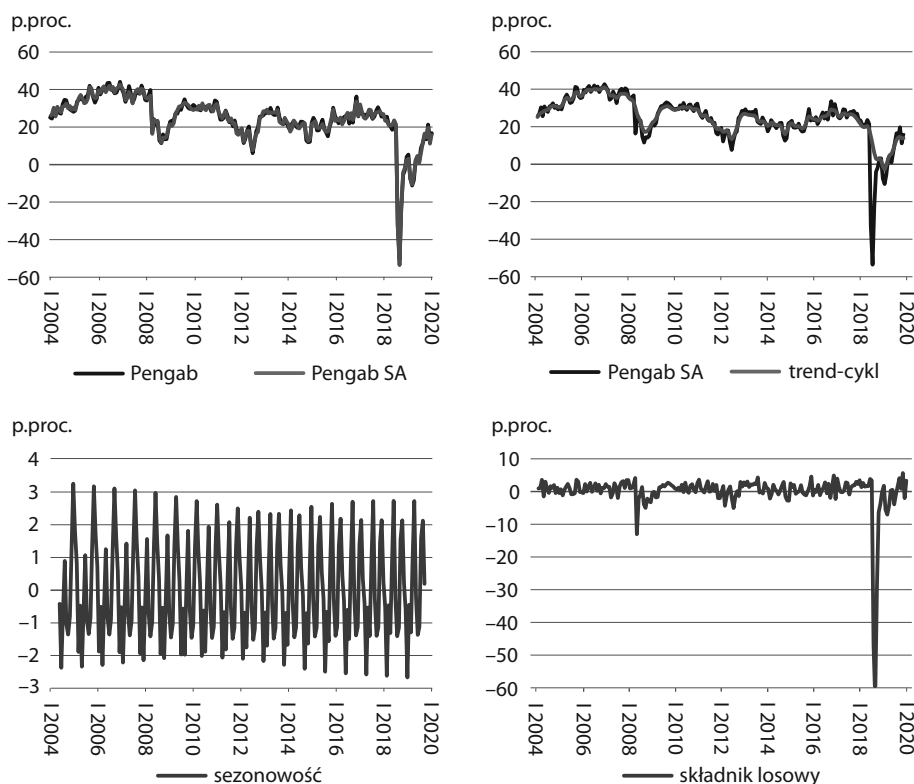 p.proc.
60
40
20
0
−20
−40
−60
I 2004
I 2006
I 2008
I 2010
I 2012
I 2014
I 2016
I 2018
I 2020
Pengab Pengab SA
p.proc.
60
40
20
0
−20
−40
−60
I 2004
I 2006
I 2008
I 2010
I 2012
I 2014
I 2016
I 2018
I 2020
Pengab SA trend-cykl
p.proc.
4
3
2
1
0
−1
−2
−3
I 2004
I 2006
I 2008
I 2010
I 2012
I 2014
I 2016
I 2018
I 2020
sezonowość
p.proc.
10
0
−10
−20
−30
−40
−50
−60
I 2004
I 2006
I 2008
I 2010
I 2012
I 2014
I 2016
I 2018
I 2020
składnik losowy